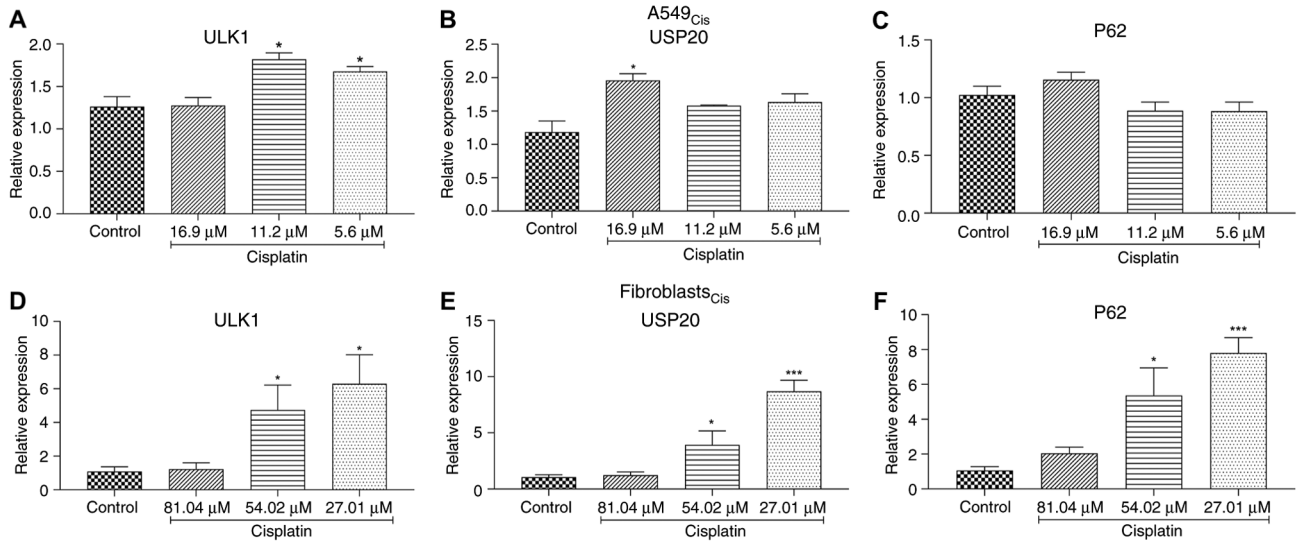 A
ULK1
Relative expression
2.0
1.5
1.0
0.5
0.0
*
*
Control
16.9 μM
11.2 μM
5.6 μM
Cisplatin
B
A549Cis
USP20
Relative expression
2.5
2.0
1.5
1.0
0.5
0.0
*
Control
16.9 μM
11.2 μM
5.6 μM
Cisplatin
C
P62
Relative expression
1.5
1.0
0.5
0.0
Control
16.9 μM
11.2 μM
5.6 μM
Cisplatin
D
ULK1
Relative expression
10
8
6
4
2
0
*
*
Control
81.04 μM
54.02 μM
27.01 μM
Cisplatin
E
FibroblastsCis
USP20
Relative expression
15
10
5
0
*
***
Control
81.04 μM
54.02 μM
27.01 μM
Cisplatin
F
P62
Relative expression
10
8
6
4
2
0
*
***
Control
81.04 μM
54.02 μM
27.01 μM
Cisplatin